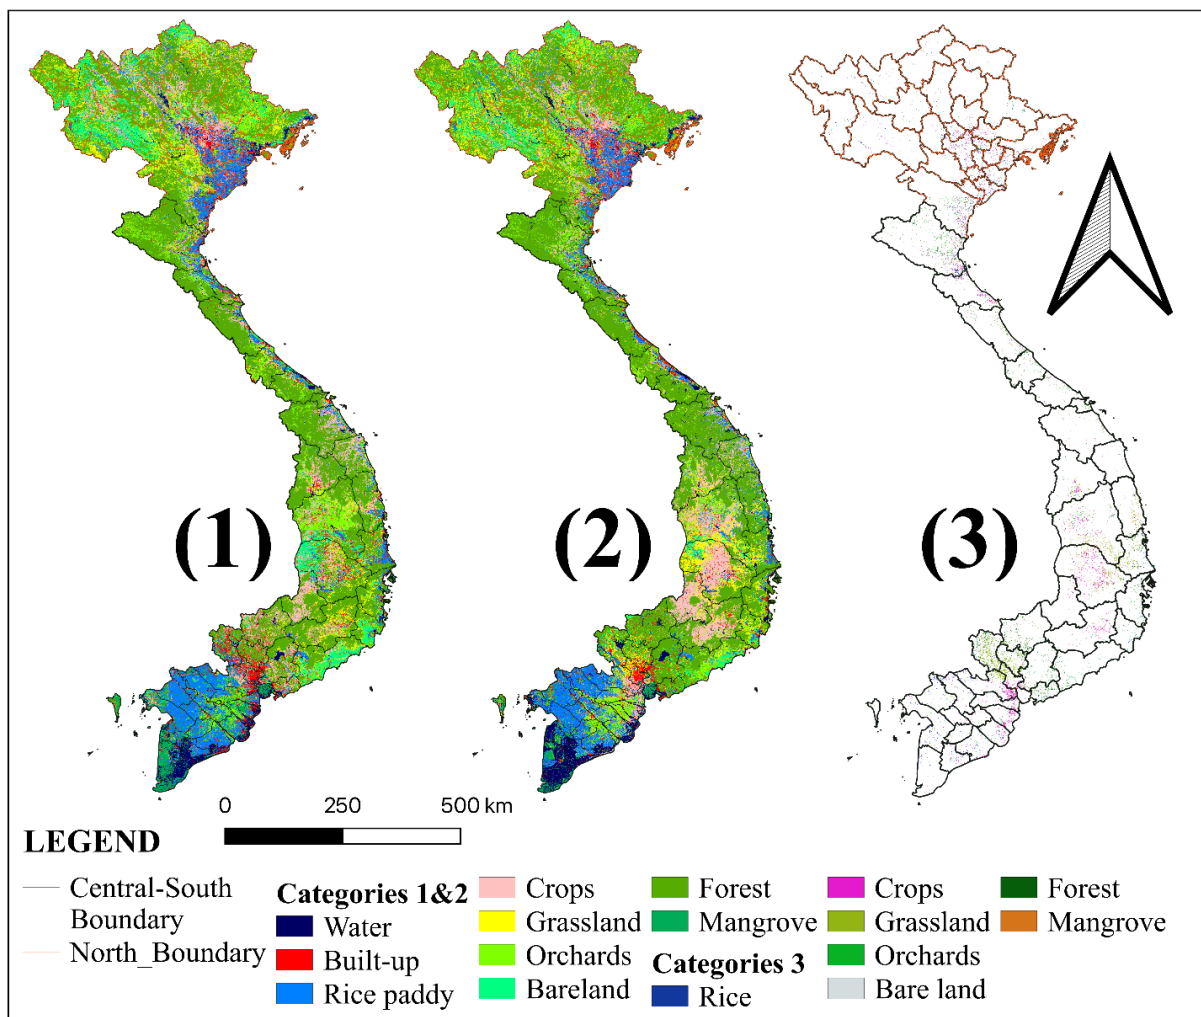 (1)
(2)
(3)
0 250 500 km
LEGEND
Central-South
Boundary
North_Boundary
Categories 1&2
Water
Built-up
Rice paddy
Crops
Grassland
Orchards
Bareland
Forest
Mangrove
Categories 3
Rice
Crops
Grassland
Orchards
Bare land
Forest
Mangrove